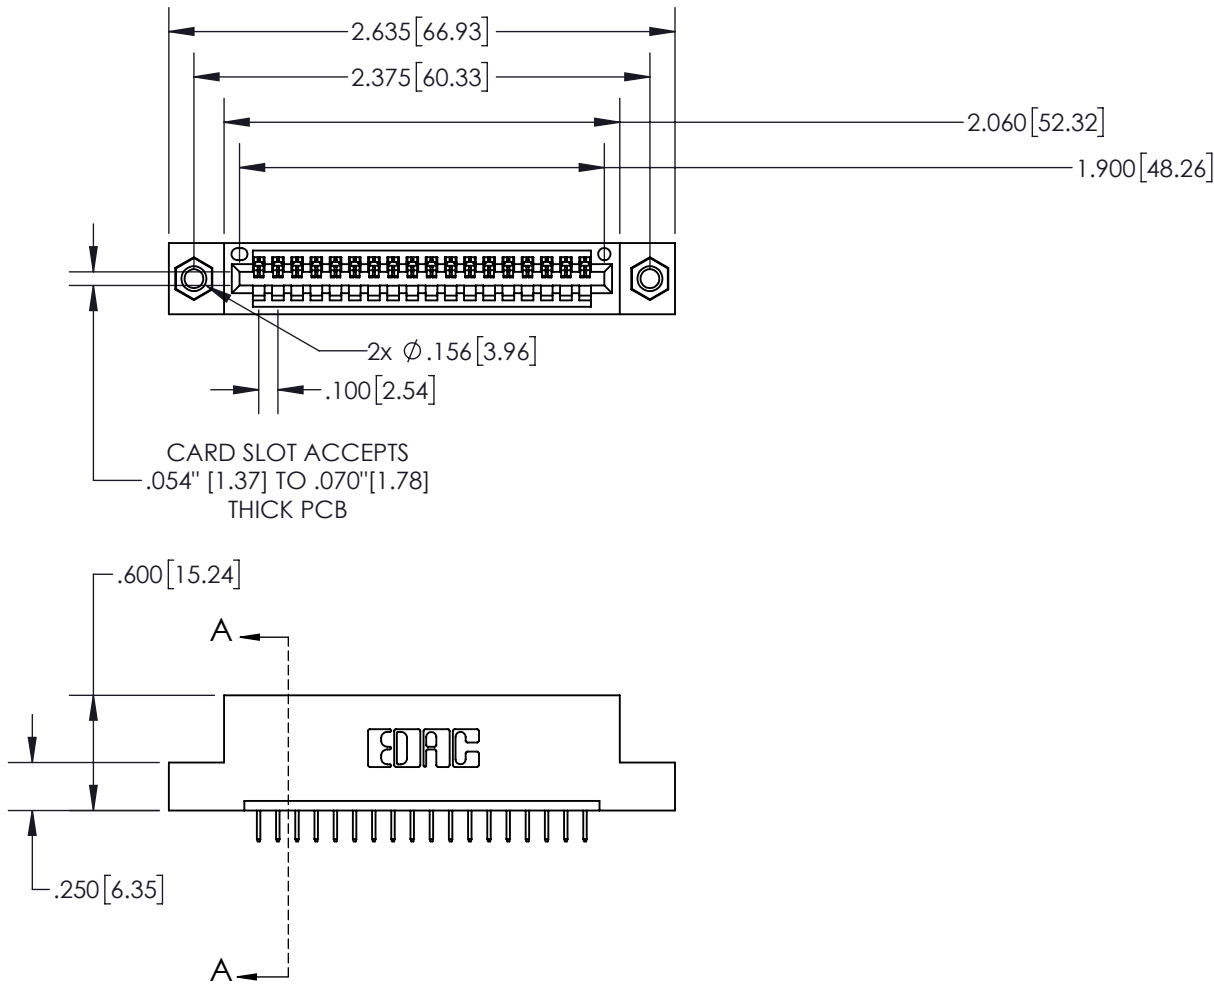 2.635[66.93]
2.375[60.33]
2.060[52.32]
1.900[48.26]
2x Ø.156[3.96]
.100[2.54]
CARD SLOT ACCEPTS
.054" [1.37] TO .070"[1.78]
THICK PCB
.600[15.24]
A
EDAC
.250[6.35]
A